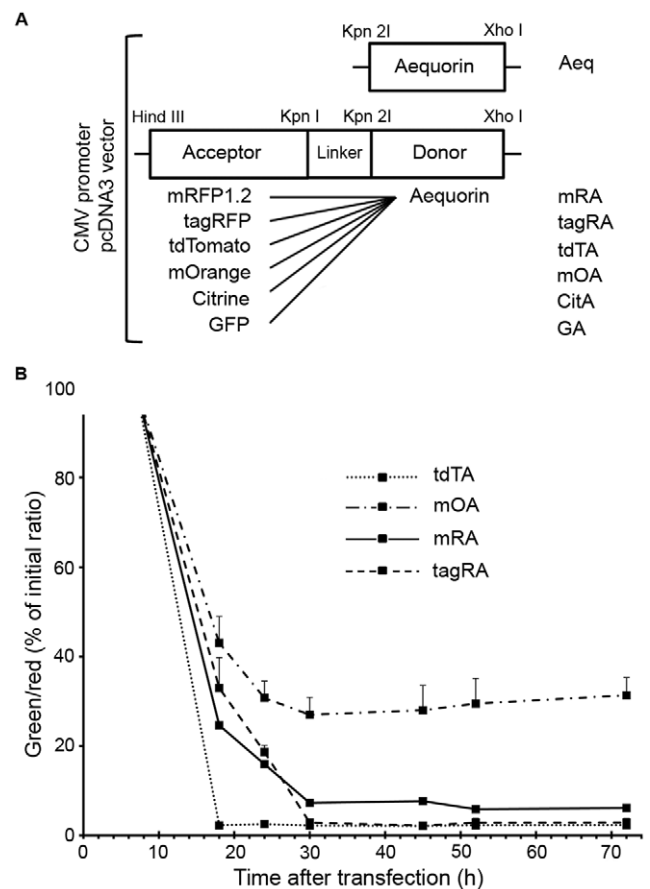 A
Kpn 2I Xho I
Aequorin Aeq
Hind III Kpn I Kpn 2I Xho I
Acceptor Linker Donor
CMV promoter
pcDNA3 vector
mRFP1.2 Aequorin mRA
tagRFP tagRA
tdTomato tdTA
mOrange mOA
Citrine CitA
GFP GA
B
100
80
60
40
20
0
Green/red (% of initial ratio)
tdTA
mOA
mRA
tagRA
0 10 20 30 40 50 60 70
Time after transfection (h)